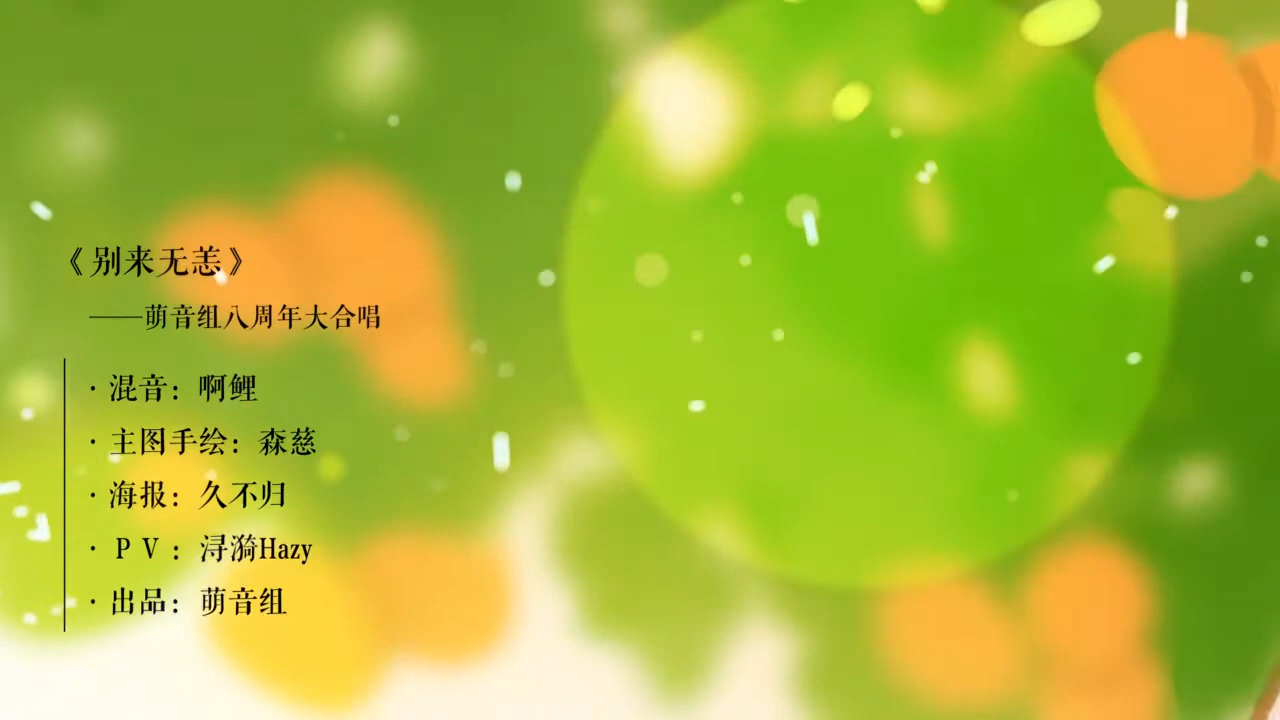 《别来无恙》
——萌音组八周年大合唱
· 混音：啊鲤
· 主图手绘：森慈
· 海报：久不归
· PV：浔漪Hazy
· 出品：萌音组